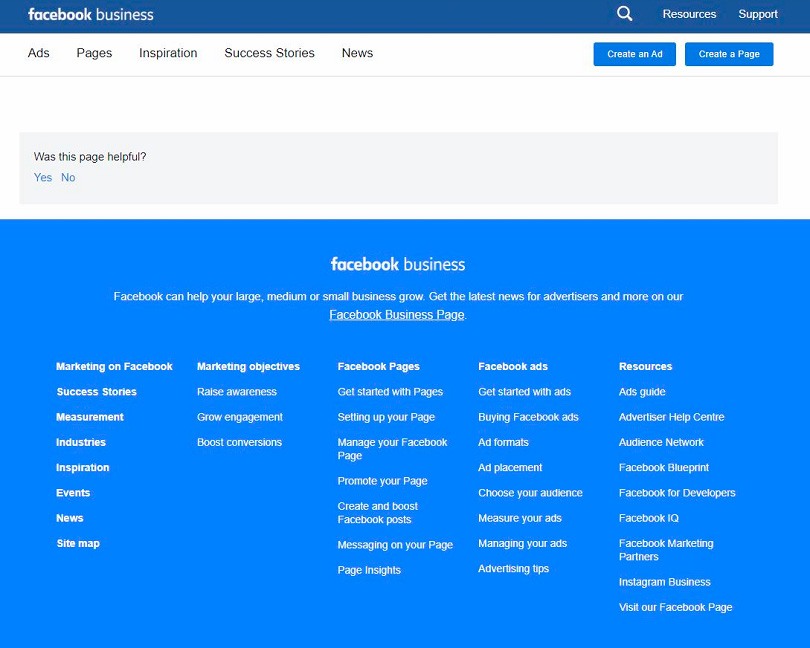 facebook business
Resources
Support
Ads
Pages
Inspiration
Success Stories
News
Create an Ad
Create a Page
Was this page helpful?
Yes No
facebook business
Facebook can help your large, medium or small business grow. Get the latest news for advertisers and more on our
Facebook Business Page.
Marketing on Facebook
Success Stories
Measurement
Industries
Inspiration
Events
News
Site map
Marketing objectives
Raise awareness
Grow engagement
Boost conversions
Facebook Pages
Get started with Pages
Setting up your Page
Manage your Facebook
Page
Promote your Page
Create and boost
Facebook posts
Messaging on your Page
Page Insights
Facebook ads
Get started with ads
Buying Facebook ads
Ad formats
Ad placement
Choose your audience
Measure your ads
Managing your ads
Advertising tips
Resources
Ads guide
Advertiser Help Centre
Audience Network
Facebook Blueprint
Facebook for Developers
Facebook IQ
Facebook Marketing
Partners
Instagram Business
Visit our Facebook Page